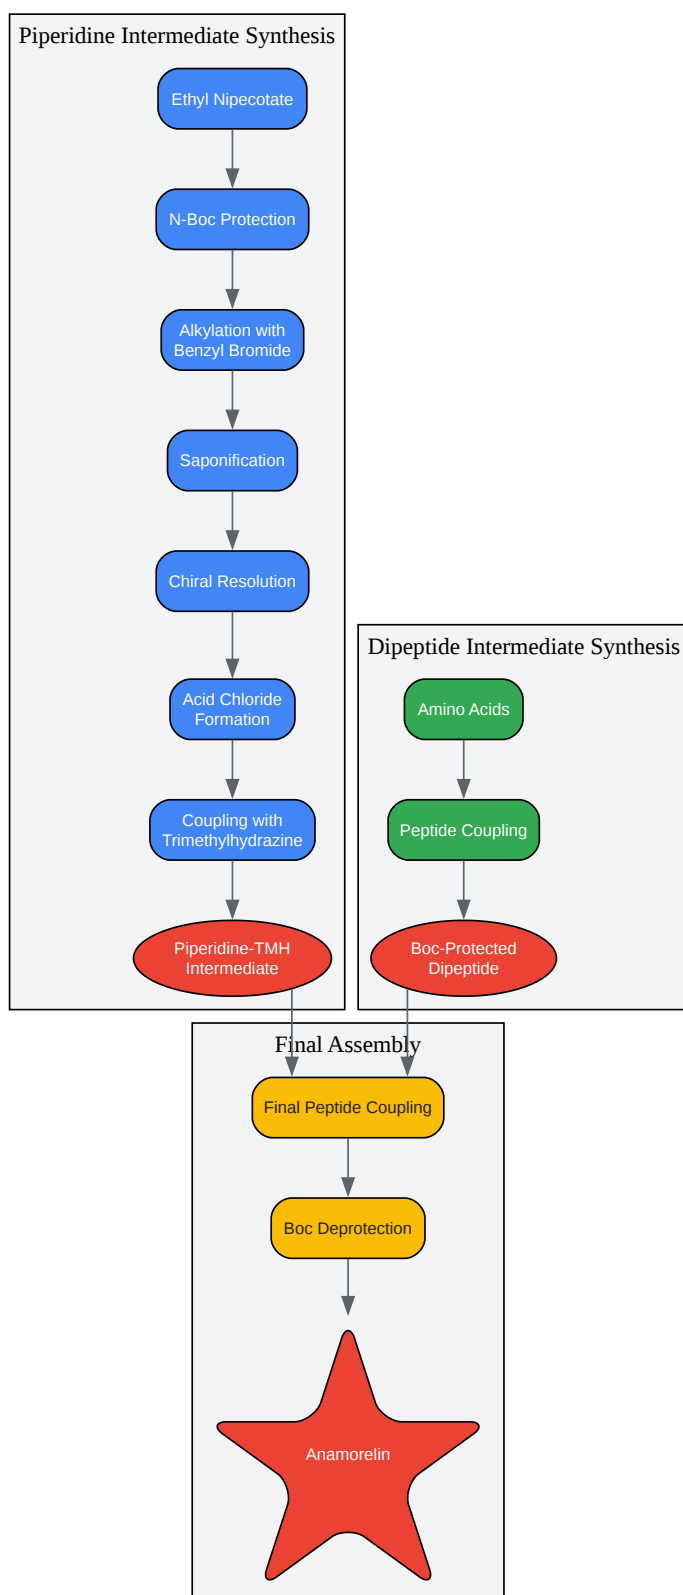 Piperidine Intermediate Synthesis
Ethyl Nipecotate
N-Boc Protection
Alkylation with
Benzyl Bromide
Saponification
Chiral Resolution
Acid Chloride
Formation
Coupling with
Trimethylhydrazine
Piperidine-TMH
Intermediate
Dipeptide Intermediate Synthesis
Amino Acids
Peptide Coupling
Boc-Protected
Dipeptide
Final Assembly
Final Peptide Coupling
Boc Deprotection
Anamorelin